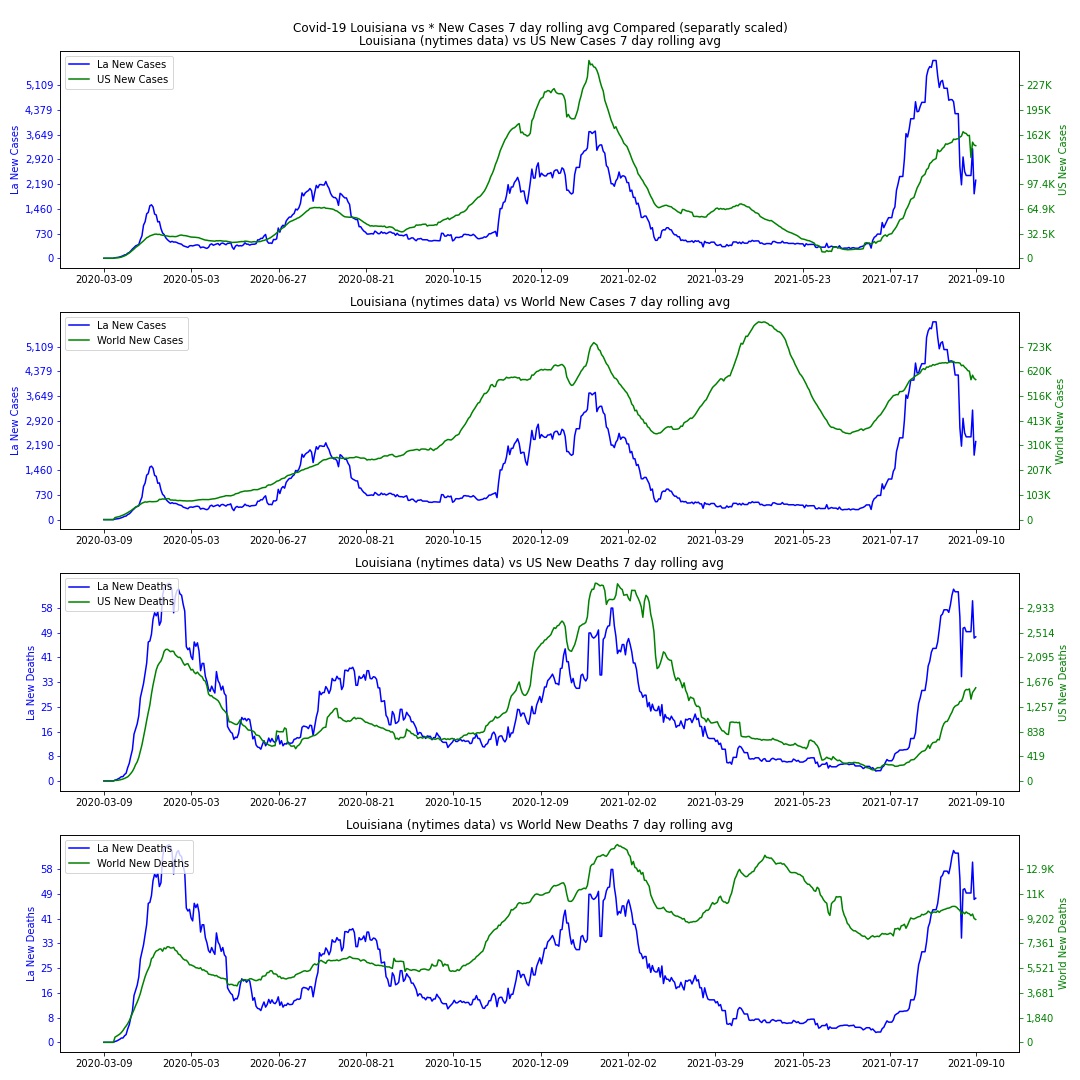 Covid-19 Louisiana vs * New Cases 7 day rolling avg Compared (separatly scaled)
Louisiana (nytimes data) vs US New Cases 7 day rolling avg
La New Cases
US New Cases
5,109
4,379
3,649
2,920
2,190
1,460
730
0
La New Cases
227K
195K
162K
130K
97.4K
64.9K
32.5K
0
US New Cases
2020-03-09 2020-05-03 2020-06-27 2020-08-21 2020-10-15 2020-12-09 2021-02-02 2021-03-29 2021-05-23 2021-07-17 2021-09-10
Louisiana (nytimes data) vs World New Cases 7 day rolling avg
La New Cases
World New Cases
5,109
4,379
3,649
2,920
2,190
1,460
730
0
La New Cases
723K
620K
516K
413K
310K
207K
103K
0
World New Cases
2020-03-09 2020-05-03 2020-06-27 2020-08-21 2020-10-15 2020-12-09 2021-02-02 2021-03-29 2021-05-23 2021-07-17 2021-09-10
Louisiana (nytimes data) vs US New Deaths 7 day rolling avg
La New Deaths
US New Deaths
58
49
41
33
25
16
8
0
La New Deaths
2,933
2,514
2,095
1,676
1,257
838
419
0
US New Deaths
2020-03-09 2020-05-03 2020-06-27 2020-08-21 2020-10-15 2020-12-09 2021-02-02 2021-03-29 2021-05-23 2021-07-17 2021-09-10
Louisiana (nytimes data) vs World New Deaths 7 day rolling avg
La New Deaths
World New Deaths
58
49
41
33
25
16
8
0
La New Deaths
12.9K
11K
9,202
7,361
5,521
3,681
1,840
0
World New Deaths
2020-03-09 2020-05-03 2020-06-27 2020-08-21 2020-10-15 2020-12-09 2021-02-02 2021-03-29 2021-05-23 2021-07-17 2021-09-10